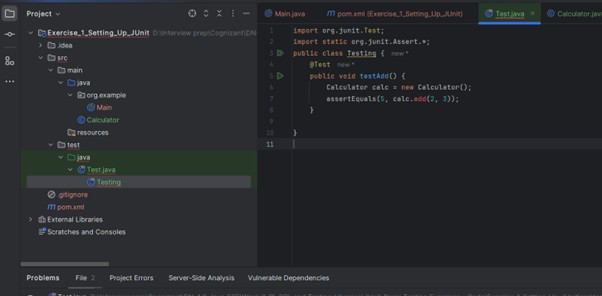 Project
Main.java
pom.xml (Exercise_1_Setting_Up_JUnit)
Test.java
Calculator.java
Exercise_1_Setting_Up_JUnit D:\Interview prep\Cognizant\DN
.idea
src
main
java
org.example
Main
Calculator
resources
test
java
Test.java
Testing
.gitignore
pom.xml
External Libraries
Scratches and Consoles
1 import org.junit.Test;
2 import static org.junit.Assert.*;
3 public class Testing { new *
4 @Test new *
5 public void testAdd() {
6 Calculator calc = new Calculator();
7 assertEquals(5, calc.add(2, 3));
8 }
9
10 }
11
Problems File 2 Project Errors Server-Side Analysis Vulnerable Dependencies